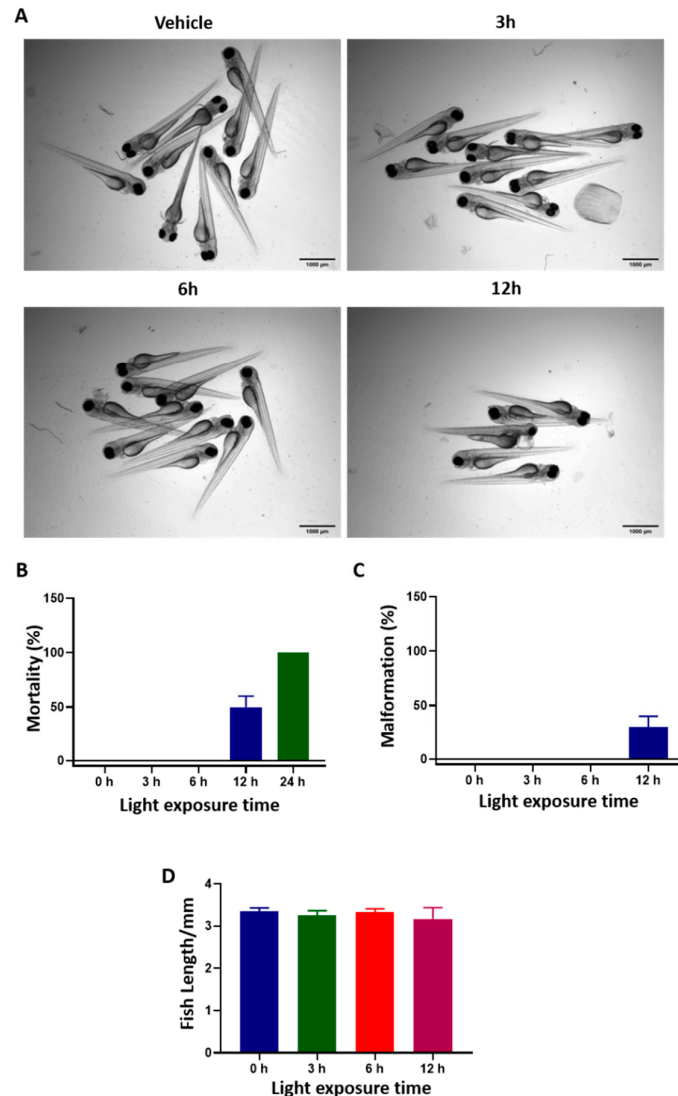 A
Vehicle
3h
1000 µm
1000 µm
6h
12h
1000 µm
1000 µm
B
Mortality (%)
150
100
50
0
0 h 3 h 6 h 12 h 24 h
Light exposure time
C
Malformation (%)
150
100
50
0
0 h 3 h 6 h 12 h
Light exposure time
D
Fish Length/mm
4
3
2
1
0
0 h 3 h 6 h 12 h
Light exposure time